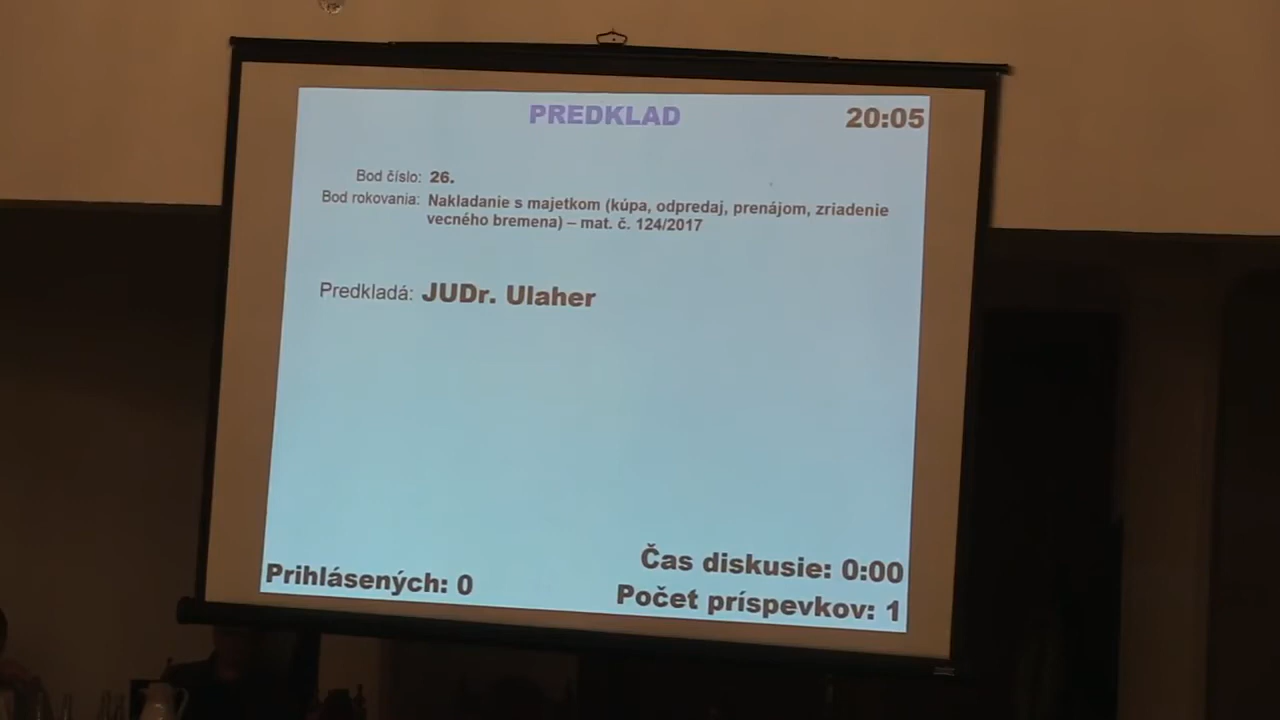 PREDKLAD
20:05
Bod číslo: 26.
Bod rokovania: Nakladanie s majetkom (kúpa, odpredaj, prenájom, zriadenie
vecného bremena) – mat. č. 124/2017
Predkladá: JUDr. Ulaher
Čas diskusie: 0:00
Prihlásených: 0
Počet príspevkov: 1